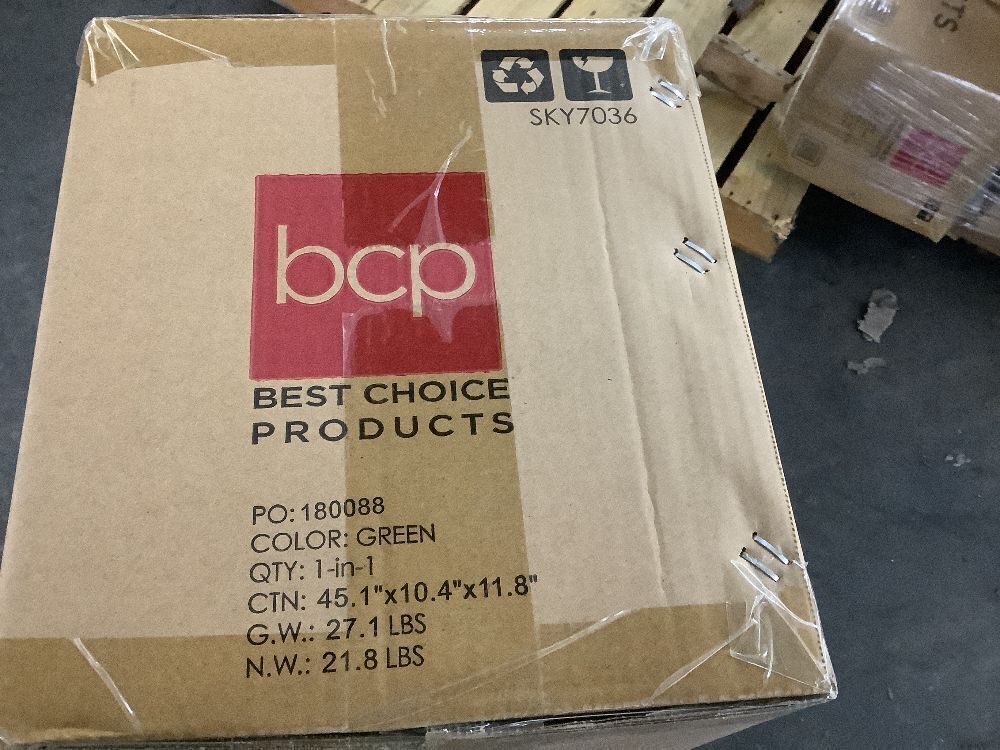 SKY7036
bcp
BEST CHOICE
PRODUCTS
PO: 180088
COLOR: GREEN
QTY: 1-in-1
CTN: 45.1"x10.4"x11.8"
G.W.: 27.1 LBS
N.W.: 21.8 LBS